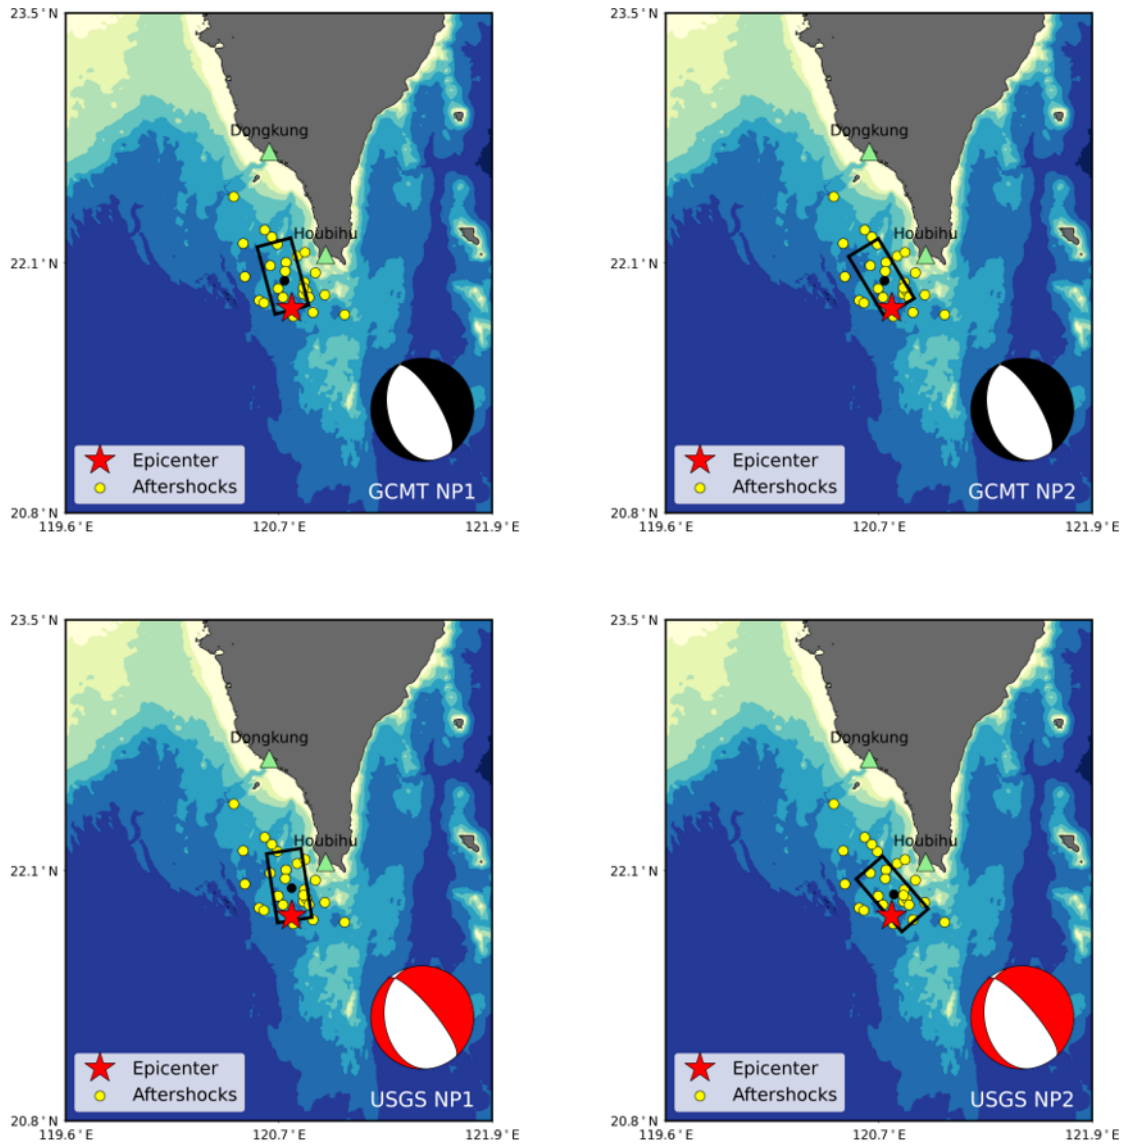 23.5°N
Dongkung
Houbihu
22.1°N
Epicenter
Aftershocks
GCMT NP1
20.8°N
119.6°E 120.7°E 121.9°E
23.5°N
Dongkung
Houbihu
22.1°N
Epicenter
Aftershocks
GCMT NP2
20.8°N
119.6°E 120.7°E 121.9°E
23.5°N
Dongkung
Houbihu
22.1°N
Epicenter
Aftershocks
USGS NP1
20.8°N
119.6°E 120.7°E 121.9°E
23.5°N
Dongkung
Houbihu
22.1°N
Epicenter
Aftershocks
USGS NP2
20.8°N
119.6°E 120.7°E 121.9°E